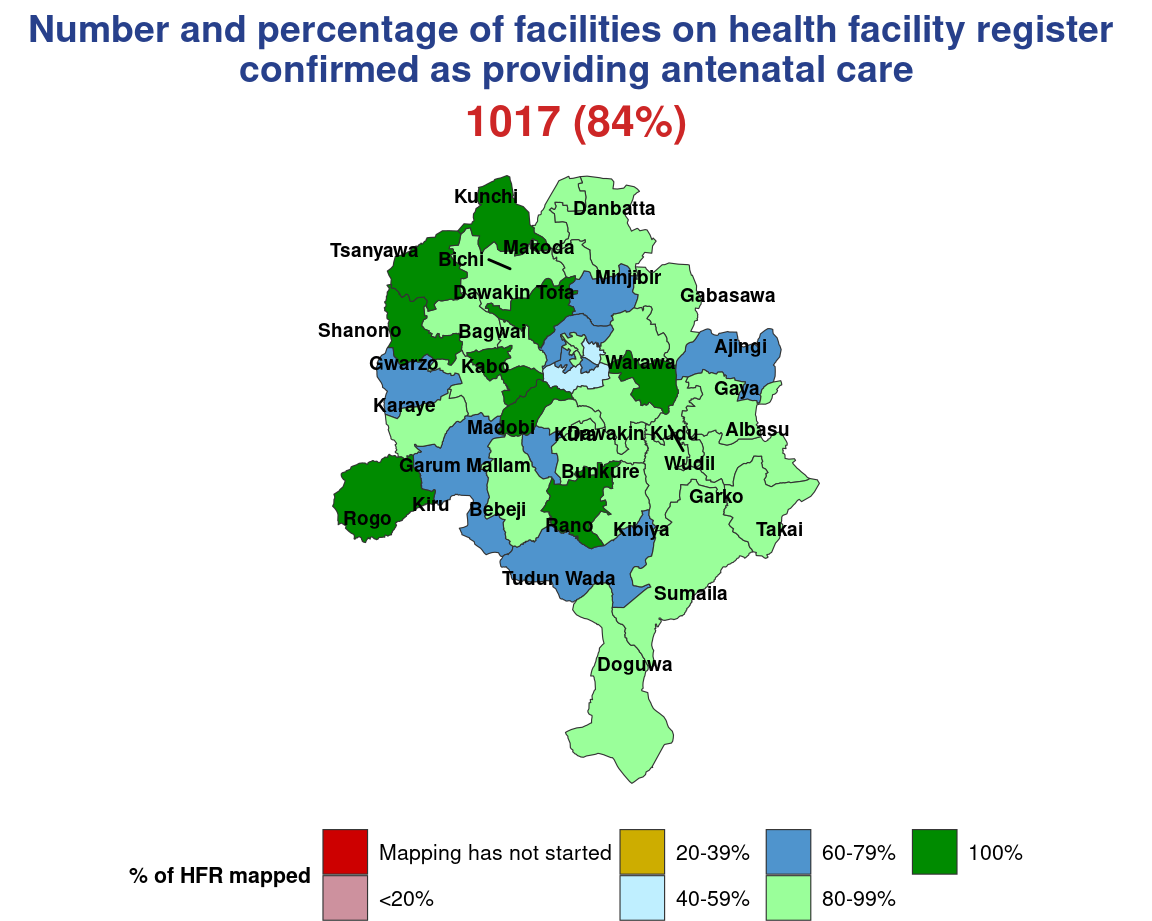 Number and percentage of facilities on health facility register
confirmed as providing antenatal care
1017 (84%)
Kunchi
Danbatta
Tsanyawa
Makoda
Bichi
Minjibir
Dawakin Tofa
Gabasawa
Shanono
Bagwai
Ajingi
Gwarzo
Kabo
Warawa
Gaya
Karaye
Madobi
Kura
Dawakin Kudu
Albasu
Garum Mallam
Bunkure
Wudil
Garko
Kiru
Bebeji
Rogo
Rano
Kibiya
Takai
Tudun Wada
Sumaila
Doguwa
% of HFR mapped
Mapping has not started
<20%
20-39%
40-59%
60-79%
80-99%
100%